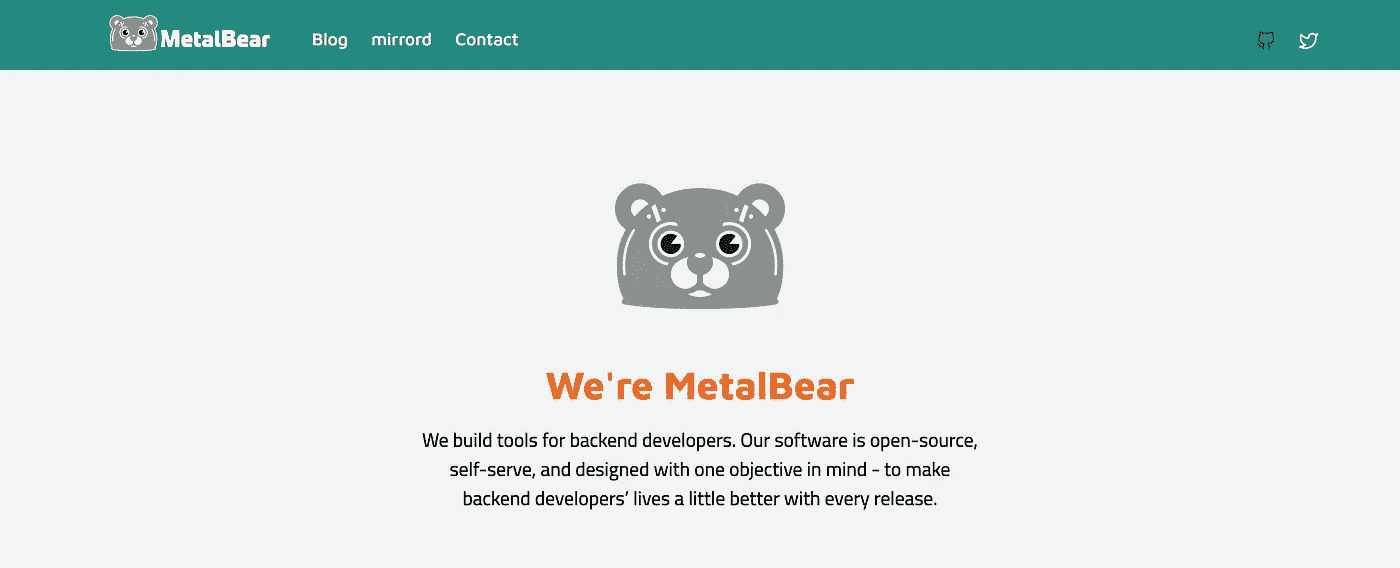 MetalBear
Blog
mirrord
Contact
We're MetalBear
We build tools for backend developers. Our software is open-source,
self-serve, and designed with one objective in mind - to make
backend developers’ lives a little better with every release.